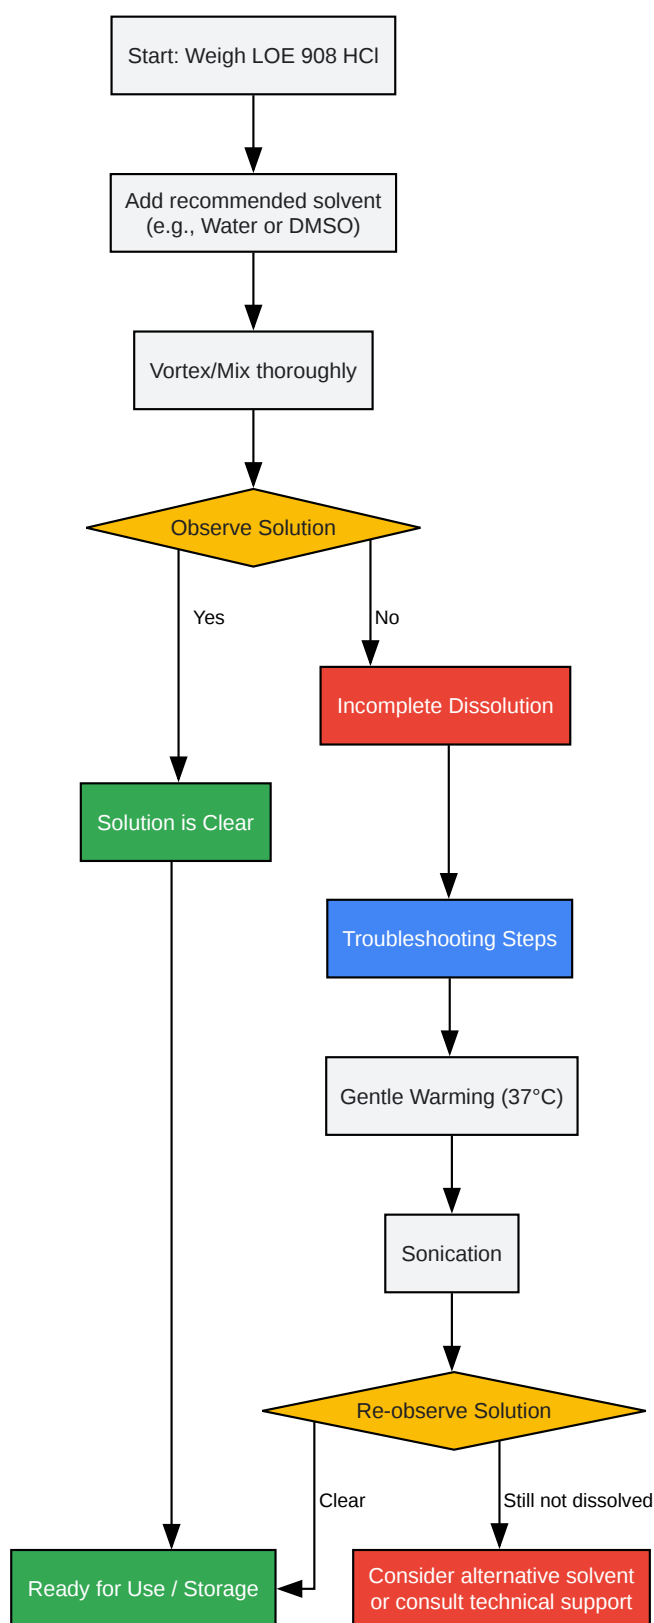 Start: Weigh LOE 908 HCl
Add recommended solvent
(e.g., Water or DMSO)
Vortex/Mix thoroughly
Observe Solution
Yes
No
Incomplete Dissolution
Solution is Clear
Troubleshooting Steps
Gentle Warming (37°C)
Sonication
Re-observe Solution
Clear
Still not dissolved
Ready for Use / Storage
Consider alternative solvent
or consult technical support